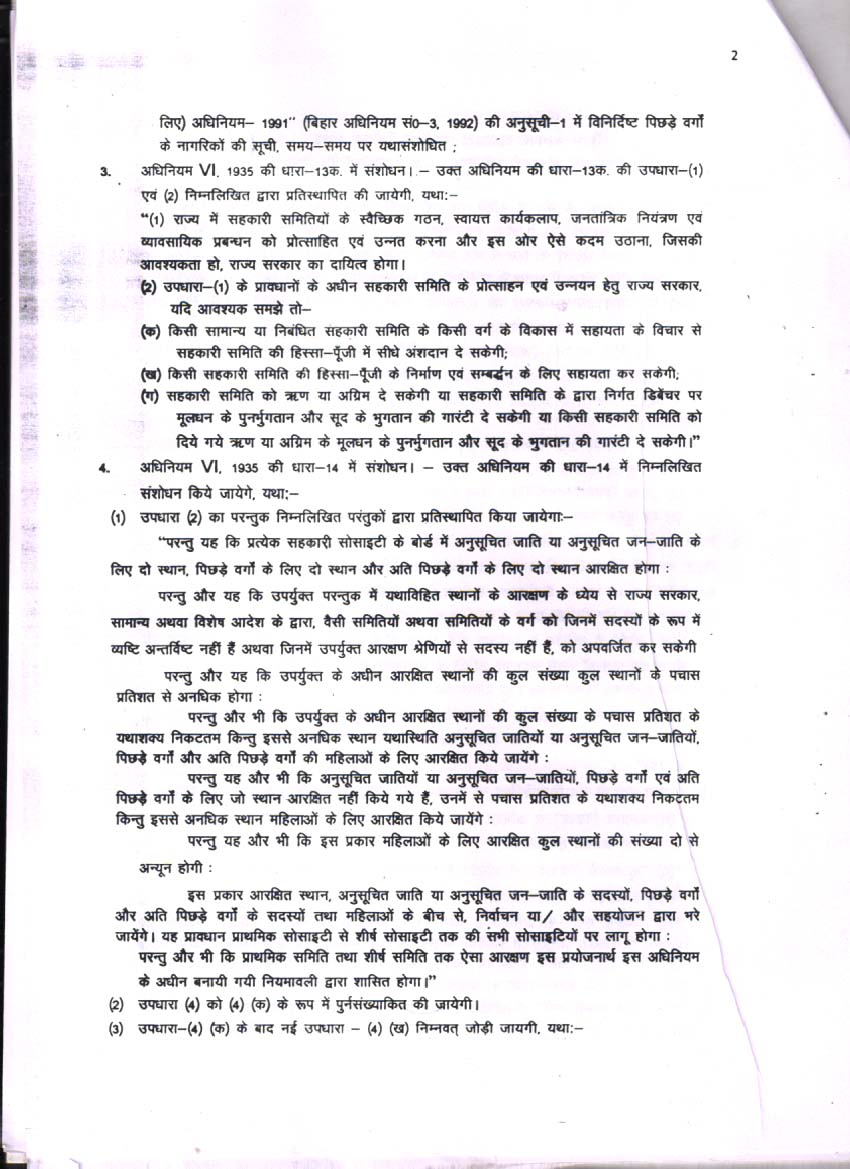 2
लिए) अधिनियम– 1991" (बिहार अधिनियम सं0–3, 1992) की अनुसूची–1 में विनिर्दिष्ट पिछड़े वर्गों
के नागरिकों की सूची, समय–समय पर यथासंशोधित ;
3. अधिनियम VI, 1935 की धारा–13क. में संशोधन। – उक्त अधिनियम की धारा–13क. की उपधारा–(1)
एवं (2) निम्नलिखित द्वारा प्रतिस्थापित की जायेगी, यथा:–
“(1) राज्य में सहकारी समितियों के स्वैच्छिक गठन, स्वायत्त कार्यकलाप, जनतांत्रिक नियंत्रण एवं
व्यावसायिक प्रबन्धन को प्रोत्साहित एवं उन्नत करना और इस ओर ऐसे कदम उठाना, जिसकी
आवश्यकता हो, राज्य सरकार का दायित्व होगा।
(2) उपधारा–(1) के प्रावधानों के अधीन सहकारी समिति के प्रोत्साहन एवं उन्नयन हेतु राज्य सरकार,
यदि आवश्यक समझे तो–
(क) किसी सामान्य या निबंधित सहकारी समिति के किसी वर्ग के विकास में सहायता के विचार से
सहकारी समिति की हिस्सा–पूँजी में सीधे अंशदान दे सकेगी;
(ख) किसी सहकारी समिति की हिस्सा–पूँजी के निर्माण एवं सम्बर्द्धन के लिए सहायता कर सकेगी;
(ग) सहकारी समिति को ऋण या अग्रिम दे सकेगी या सहकारी समिति के द्वारा निर्गत डिबेंचर पर
मूलधन के पुनर्भुगतान और सूद के भुगतान की गारंटी दे सकेगी या किसी सहकारी समिति को
दिये गये ऋण या अग्रिम के मूलधन के पुनर्भुगतान और सूद के भुगतान की गारंटी दे सकेगी।”
4. अधिनियम VI, 1935 की धारा–14 में संशोधन। – उक्त अधिनियम की धारा–14 में निम्नलिखित
संशोधन किये जायेगे, यथा:–
(1) उपधारा (2) का परन्तुक निम्नलिखित परंतुकों द्वारा प्रतिस्थापित किया जायेगा:–
“परन्तु यह कि प्रत्येक सहकारी सोसाइटी के बोर्ड में अनुसूचित जाति या अनुसूचित जन–जाति के
लिए दो स्थान, पिछड़े वर्गों के लिए दो स्थान और अति पिछड़े वर्गों के लिए दो स्थान आरक्षित होगा :
परन्तु और यह कि उपर्युक्त परन्तुक में यथाविहित स्थानों के आरक्षण के ध्येय से राज्य सरकार,
सामान्य अथवा विशेष आदेश के द्वारा, वैसी समितियों अथवा समितियों के वर्ग को जिनमें सदस्यों के रूप में
व्यष्टि अन्तर्विष्ट नहीं हैं अथवा जिनमें उपर्युक्त आरक्षण श्रेणियों से सदस्य नहीं हैं, को अपवर्जित कर सकेगी
परन्तु और यह कि उपर्युक्त के अधीन आरक्षित स्थानों की कुल संख्या कुल स्थानों के पचास
प्रतिशत से अनधिक होगा :
परन्तु और भी कि उपर्युक्त के अधीन आरक्षित स्थानों की कुल संख्या के पचास प्रतिशत के
यथाशक्य निकटतम किन्तु इससे अनधिक स्थान यथास्थिति अनुसूचित जातियों या अनुसूचित जन–जातियों,
पिछड़े वर्गों और अति पिछड़े वर्गों की महिलाओं के लिए आरक्षित किये जायेंगे :
परन्तु यह और भी कि अनुसूचित जातियों या अनुसूचित जन–जातियों, पिछड़े वर्गों एवं अति
पिछड़े वर्गों के लिए जो स्थान आरक्षित नहीं किये गये हैं, उनमें से पचास प्रतिशत के यथाशक्य निकटतम
किन्तु इससे अनधिक स्थान महिलाओं के लिए आरक्षित किये जायेंगे :
परन्तु यह और भी कि इस प्रकार महिलाओं के लिए आरक्षित कुल स्थानों की संख्या दो से
अन्यून होगी :
इस प्रकार आरक्षित स्थान, अनुसूचित जाति या अनुसूचित जन–जाति के सदस्यों, पिछड़े वर्गों
और अति पिछड़े वर्गों के सदस्यों तथा महिलाओं के बीच से, निर्वाचन या/ और सहयोजन द्वारा भरे
जायेंगे। यह प्रावधान प्राथमिक सोसाइटी से शीर्ष सोसाइटी तक की सभी सोसाइटियों पर लागू होगा :
परन्तु और भी कि प्राथमिक समिति तथा शीर्ष समिति तक ऐसा आरक्षण इस प्रयोजनार्थ इस अधिनियम
के अधीन बनायी गयी नियमावली द्वारा शासित होगा।”
(2) उपधारा (4) को (4) (क) के रूप में पुर्नसंख्याकित की जायेगी।
(3) उपधारा–(4) (क) के बाद नई उपधारा – (4) (ख) निम्नवत् जोड़ी जायगी, यथा:–